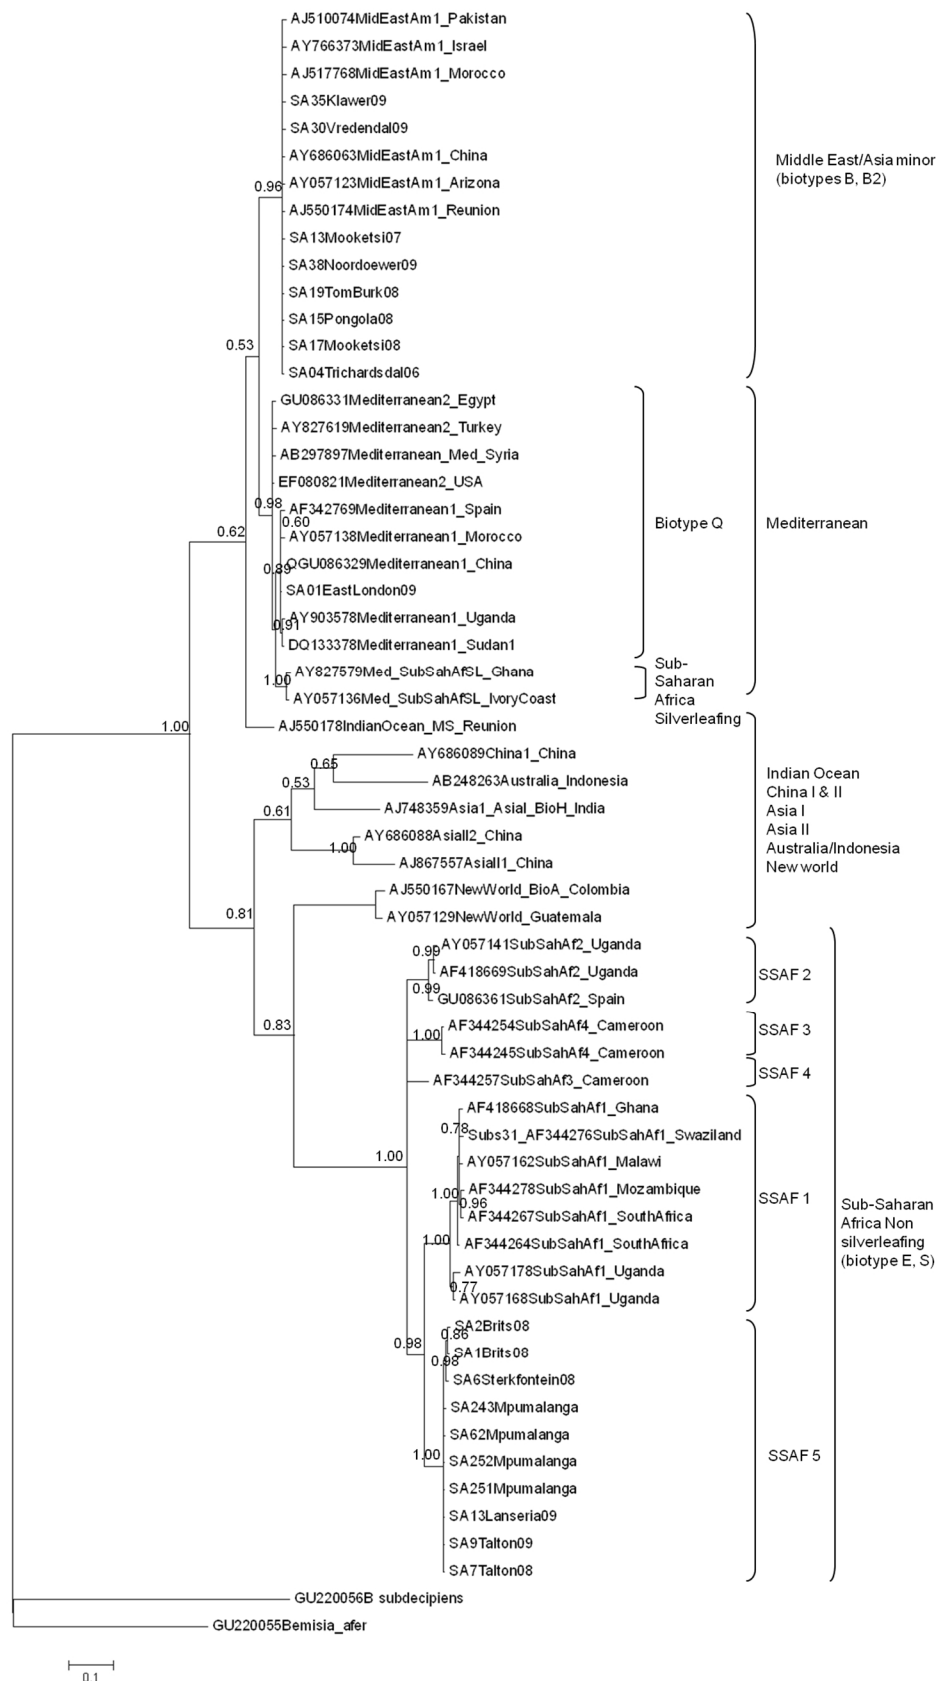 AJ510074MidEastAm1_Pakistan
AY766373MidEastAm1_Israel
AJ517768MidEastAm1_Morocco
SA35Klawer09
SA30Vredendal09
AY686063MidEastAm1_China
Middle East/Asia minor
(biotypes B, B2)
AY057123MidEastAm1_Arizona
0.96
AJ550174MidEastAm1_Reunion
SA13Mooketsi07
SA38Noordoewer09
SA19TomBurk08
SA15Pongola08
0.53
SA17Mooketsi08
SA04Trichardsdal06
GU086331Mediterranean2_Egypt
AY827619Mediterranean2_Turkey
AB297897Mediterranean_Med_Syria
EF080821Mediterranean2_USA
0.98
AF342769Mediterranean1_Spain
0.60
Biotype Q
Mediterranean
0.62
AY057138Mediterranean1_Morocco
QGU086329Mediterranean1_China
0.89
SA01EastLondon09
AY903578Mediterranean1_Uganda
0.91
DQ133378Mediterranean1_Sudan1
Sub-
Saharan
Africa
Silverleafing
AY827579Med_SubSahAfSL_Ghana
1.00
AY057136Med_SubSahAfSL_IvoryCoast
1.00
AJ550178IndianOcean_MS_Reunion
AY686089China1_China
0.65
0.53
AB248263Australia_Indonesia
Indian Ocean
China I & II
Asia I
Asia II
Australia/Indonesia
New world
0.61
AJ748359Asia1_AsiaI_BioH_India
AY686088AsiaII2_China
1.00
AJ867557AsiaII1_China
AJ550167NewWorld_BioA_Colombia
0.81
AY057129NewWorld_Guatemala
AY057141SubSahAf2_Uganda
0.99
AF418669SubSahAf2_Uganda
SSAF 2
0.99
GU086361SubSahAf2_Spain
0.83
AF344254SubSahAf4_Cameroon
SSAF 3
1.00
AF344245SubSahAf4_Cameroon
AF344257SubSahAf3_Cameroon
SSAF 4
AF418668SubSahAf1_Ghana
0.78
Subs31_AF344276SubSahAf1_Swaziland
1.00
AY057162SubSahAf1_Malawi
1.00
AF344278SubSahAf1_Mozambique
0.96
SSAF 1
AF344267SubSahAf1_SouthAfrica
1.00
AF344264SubSahAf1_SouthAfrica
AY057178SubSahAf1_Uganda
0.77
AY057168SubSahAf1_Uganda
Sub-Saharan
Africa Non
silverleafing
(biotype E, S)
SA2Brits08
0.86
0.98
SA1Brits08
0.98
SA6Sterkfontein08
SA243Mpumalanga
SA62Mpumalanga
1.00
SA252Mpumalanga
SSAF 5
SA251Mpumalanga
SA13Lanseria09
SA9Talton09
SA7Talton08
GU220056B subdecipiens
GU220055Bemisia_afer
0.1